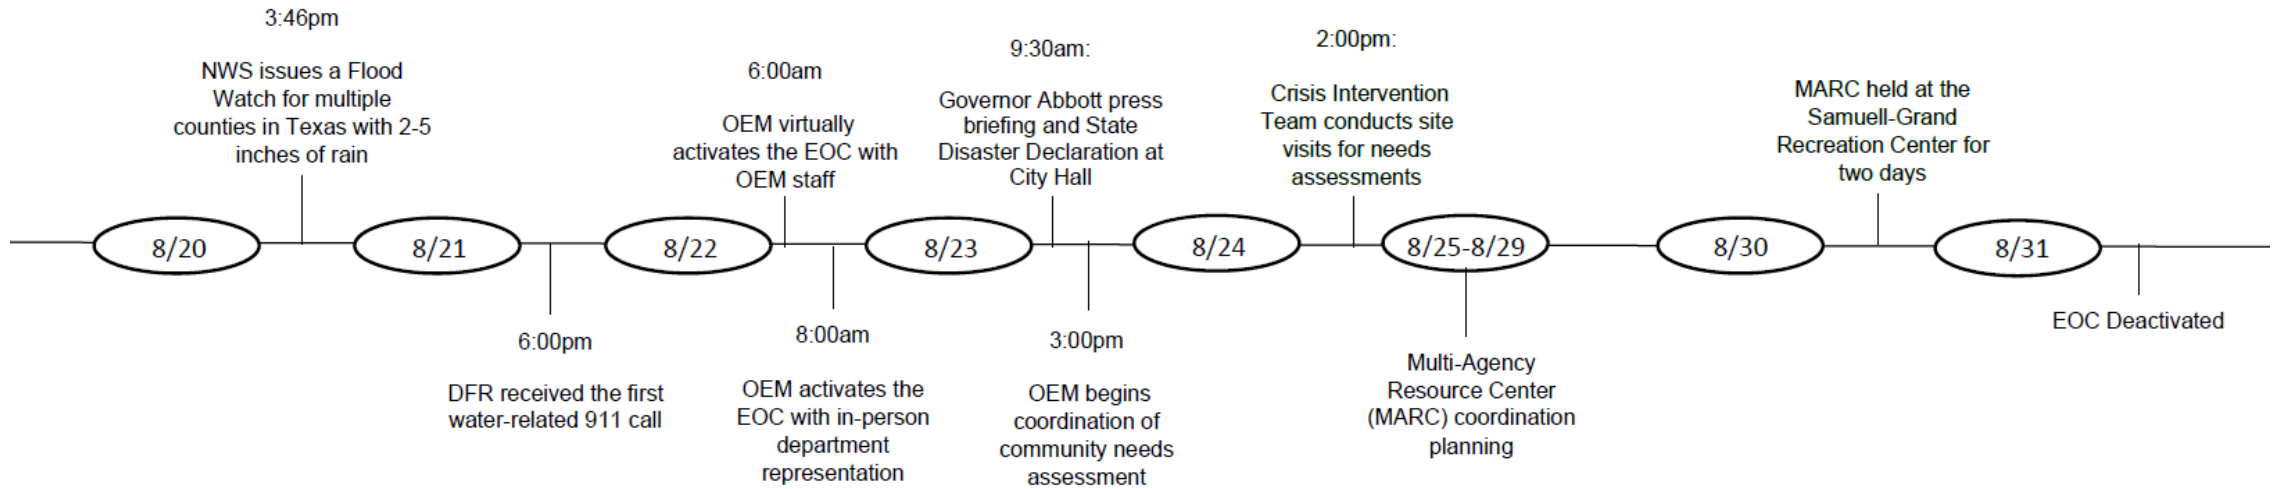 3:46pm
NWS issues a Flood
Watch for multiple
counties in Texas with 2-5
inches of rain
6:00am
OEM virtually
activates the EOC with
OEM staff
9:30am:
Governor Abbott press
briefing and State
Disaster Declaration at
City Hall
2:00pm:
Crisis Intervention
Team conducts site
visits for needs
assessments
MARC held at the
Samuell-Grand
Recreation Center for
two days
8/20
8/21
8/22
8/23
8/24
8/25-8/29
8/30
8/31
6:00pm
DFR received the first
water-related 911 call
8:00am
OEM activates the
EOC with in-person
department
representation
3:00pm
OEM begins
coordination of
community needs
assessment
Multi-Agency
Resource Center
(MARC) coordination
planning
EOC Deactivated